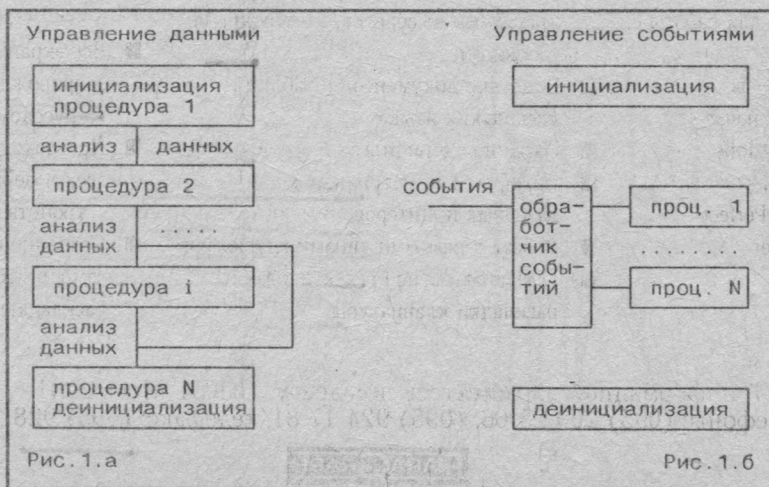 Управление данными
инициализация
процедура 1
анализ данных
процедура 2
анализ ......
данных
процедура i
анализ
данных
процедура N
деинициализация
Рис.1.а
Управление событиями
инициализация
события
обра-
бот-
чик
собы-
тий
проц. 1
........
проц. N
деинициализация
Рис.1.б